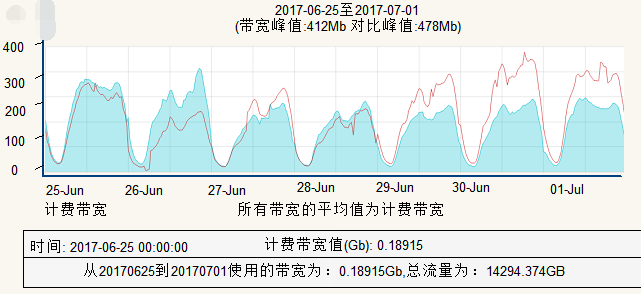 2017-06-25至2017-07-01
(带宽峰值:412Mb 对比峰值:478Mb)
400
300
200
100
0
25-Jun 26-Jun 27-Jun 28-Jun 29-Jun 30-Jun 01-Jul
计费带宽 所有带宽的平均值为计费带宽
时间: 2017-06-25 00:00:00 计费带宽值(Gb): 0.18915
从20170625到20170701使用的带宽为：0.18915Gb,总流量为：14294.374GB